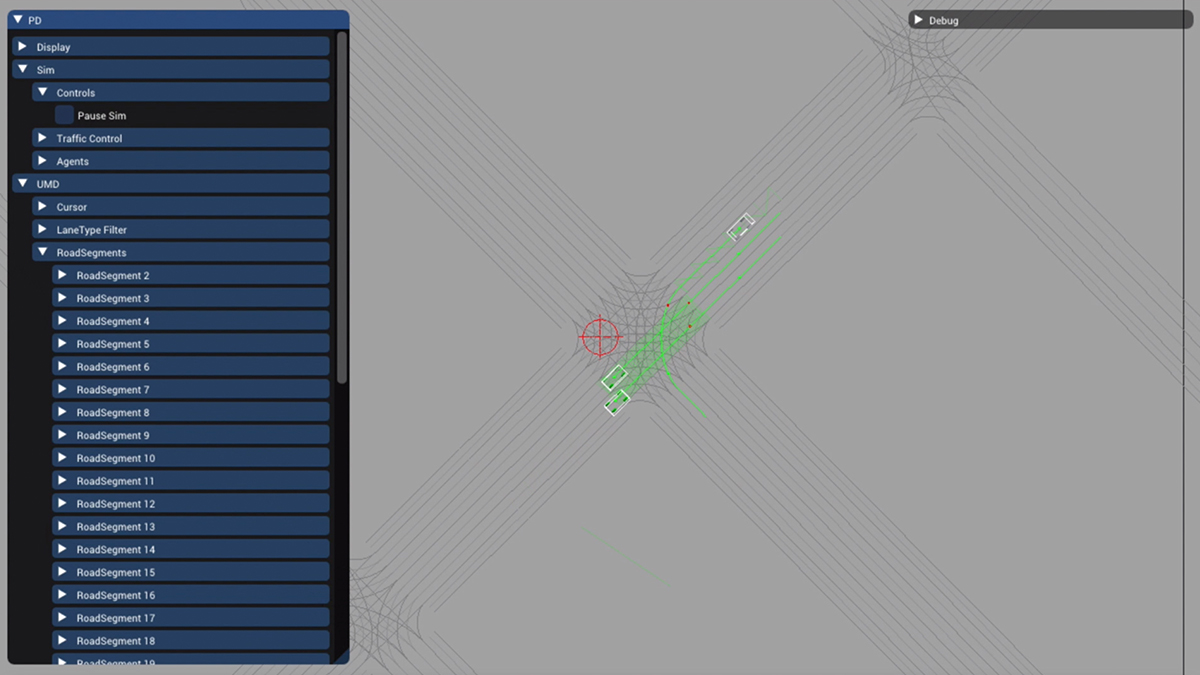 PD
Debug
Display
Sim
Controls
Pause Sim
Traffic Control
Agents
UMD
Cursor
LaneType Filter
RoadSegments
RoadSegment 2
RoadSegment 3
RoadSegment 4
RoadSegment 5
RoadSegment 6
RoadSegment 7
RoadSegment 8
RoadSegment 9
RoadSegment 10
RoadSegment 11
RoadSegment 12
RoadSegment 13
RoadSegment 14
RoadSegment 15
RoadSegment 16
RoadSegment 17
RoadSegment 18
RoadSegment 19